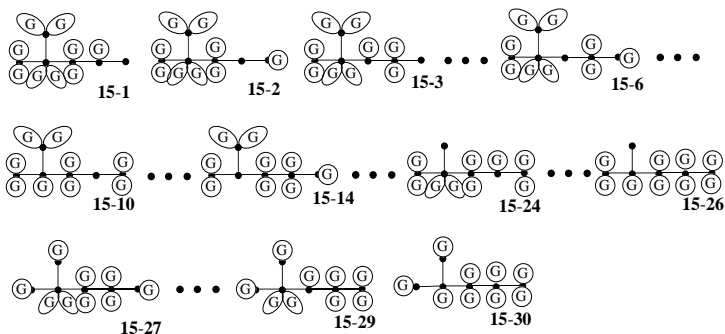 G G G G G G G G
G G G G G G G G G G
G G
G G G G G G G G G G G G G G G G
15-1 15-2 15-3 15-6
G G G G
G G G G G G G G G G G G G G
G
G G G G G G G G G G G G G G G G G
15-10 15-14 15-24 15-26
G G G
G G G G G G G G
G G G G
G G G G G G G G G G G G G
15-27 15-29 15-30